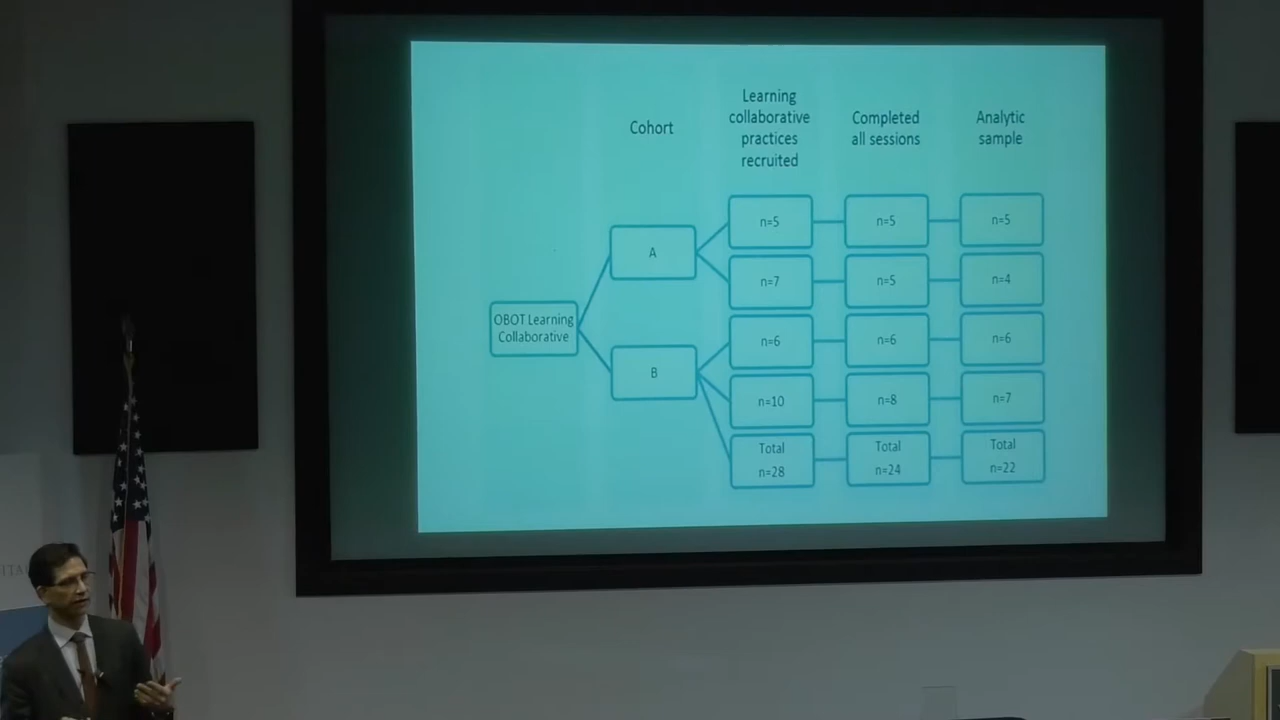 Cohort
Learning
collaborative
practices
recruited
Completed
all sessions
Analytic
sample
OBOT Learning
Collaborative
A
B
n=5
n=5
n=5
n=7
n=5
n=4
n=6
n=6
n=6
n=10
n=8
n=7
Total
n=28
Total
n=24
Total
n=22